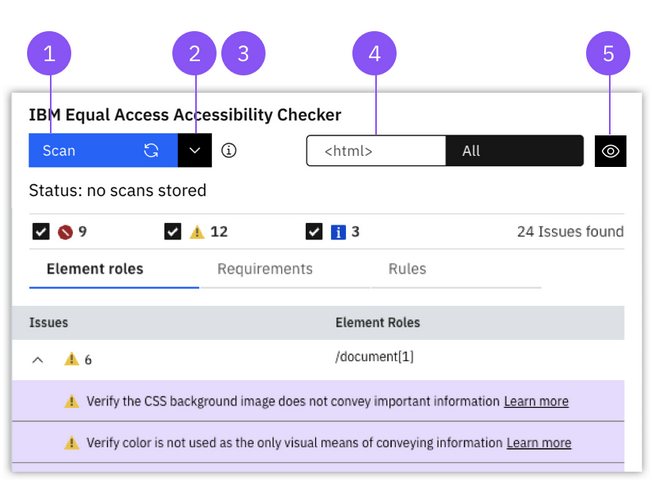 1 2 3 4 5
IBM Equal Access Accessibility Checker
Scan <html> All
Status: no scans stored
9 12 3 24 Issues found
Element roles Requirements Rules
Issues Element Roles
6 /document[1]
Verify the CSS background image does not convey important information Learn more
Verify color is not used as the only visual means of conveying information Learn more